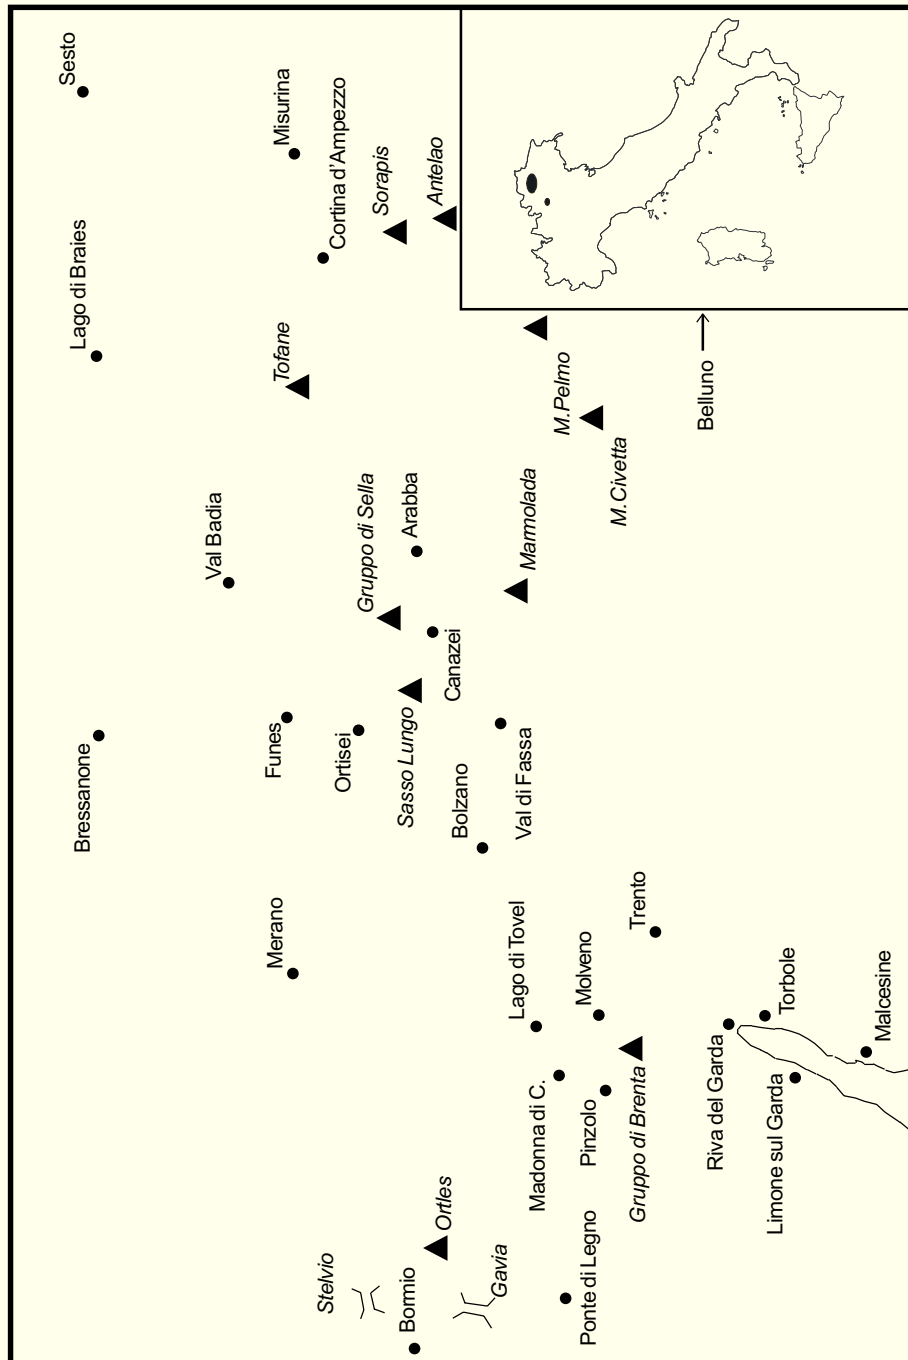 Sesto
Misurina
Cortina d'Ampezzo
Sorapis
Antelao
Lago di Braies
Tofane
M.Pelmo
M.Civetta
Belluno
Val Badia
Gruppo di Sella
Arabba
Marmolada
Canazei
Bressanone
Funes
Ortisei
Sasso Lungo
Bolzano
Val di Fassa
Merano
Lago di Tovel
Molveno
Trento
Madonna di C.
Pinzolo
Gruppo di Brenta
Riva del Garda
Torbole
Limone sul Garda
Malcesine
Stelvio
Bormio
Ortles
Gavia
Ponte di Legno